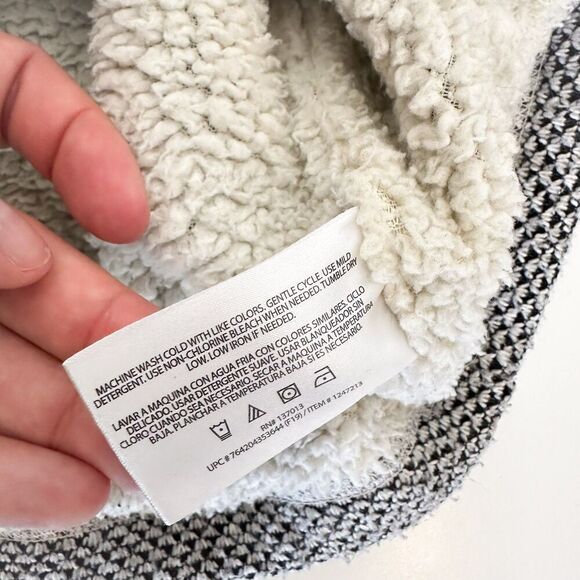 MACHINE WASH COLD WITH LIKE COLORS. GENTLE CYCLE. USE MILD
DETERGENT. USE NON-CHLORINE BLEACH WHEN NEEDED. TUMBLE DRY
LOW. LOW IRON IF NEEDED.
LAVAR A MAQUINA CON AGUA FRIA CON COLORES SIMILARES. CICLO
DELICADO. USAR DETERGENTE SUAVE. USAR BLANQUEADOR SIN
CLORO CUANDO SEA NECESARIO. SECAR A MAQUINA A TEMPERATURA
BAJA. PLANCHAR A TEMPERATURA BAJA SI ES NECESARIO.
RN# 137013
UPC # 764204353644 (F19) / ITEM # 1247213